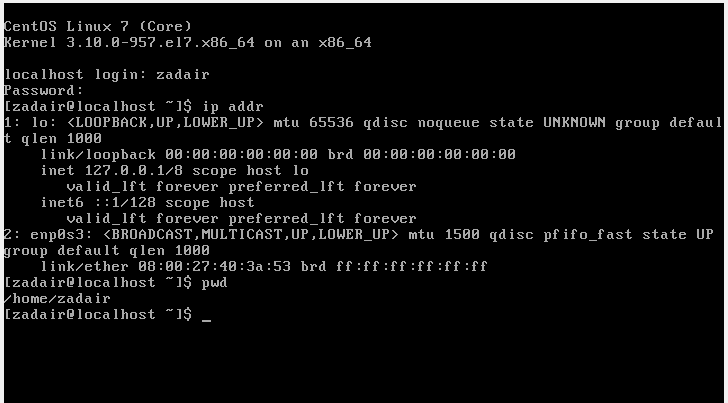 CentOS Linux 7 (Core)
Kernel 3.10.0-957.el7.x86_64 on an x86_64
localhost login: zadair
Password:
[zadair@localhost ~]$ ip addr
1: lo: <LOOPBACK,UP,LOWER_UP> mtu 65536 qdisc noqueue state UNKNOWN group defaul
t qlen 1000
    link/loopback 00:00:00:00:00:00 brd 00:00:00:00:00:00
    inet 127.0.0.1/8 scope host lo
       valid_lft forever preferred_lft forever
    inet6 ::1/128 scope host
       valid_lft forever preferred_lft forever
2: enp0s3: <BROADCAST,MULTICAST,UP,LOWER_UP> mtu 1500 qdisc pfifo_fast state UP
group default qlen 1000
    link/ether 08:00:27:40:3a:53 brd ff:ff:ff:ff:ff:ff
[zadair@localhost ~]$ pwd
/home/zadair
[zadair@localhost ~]$ _